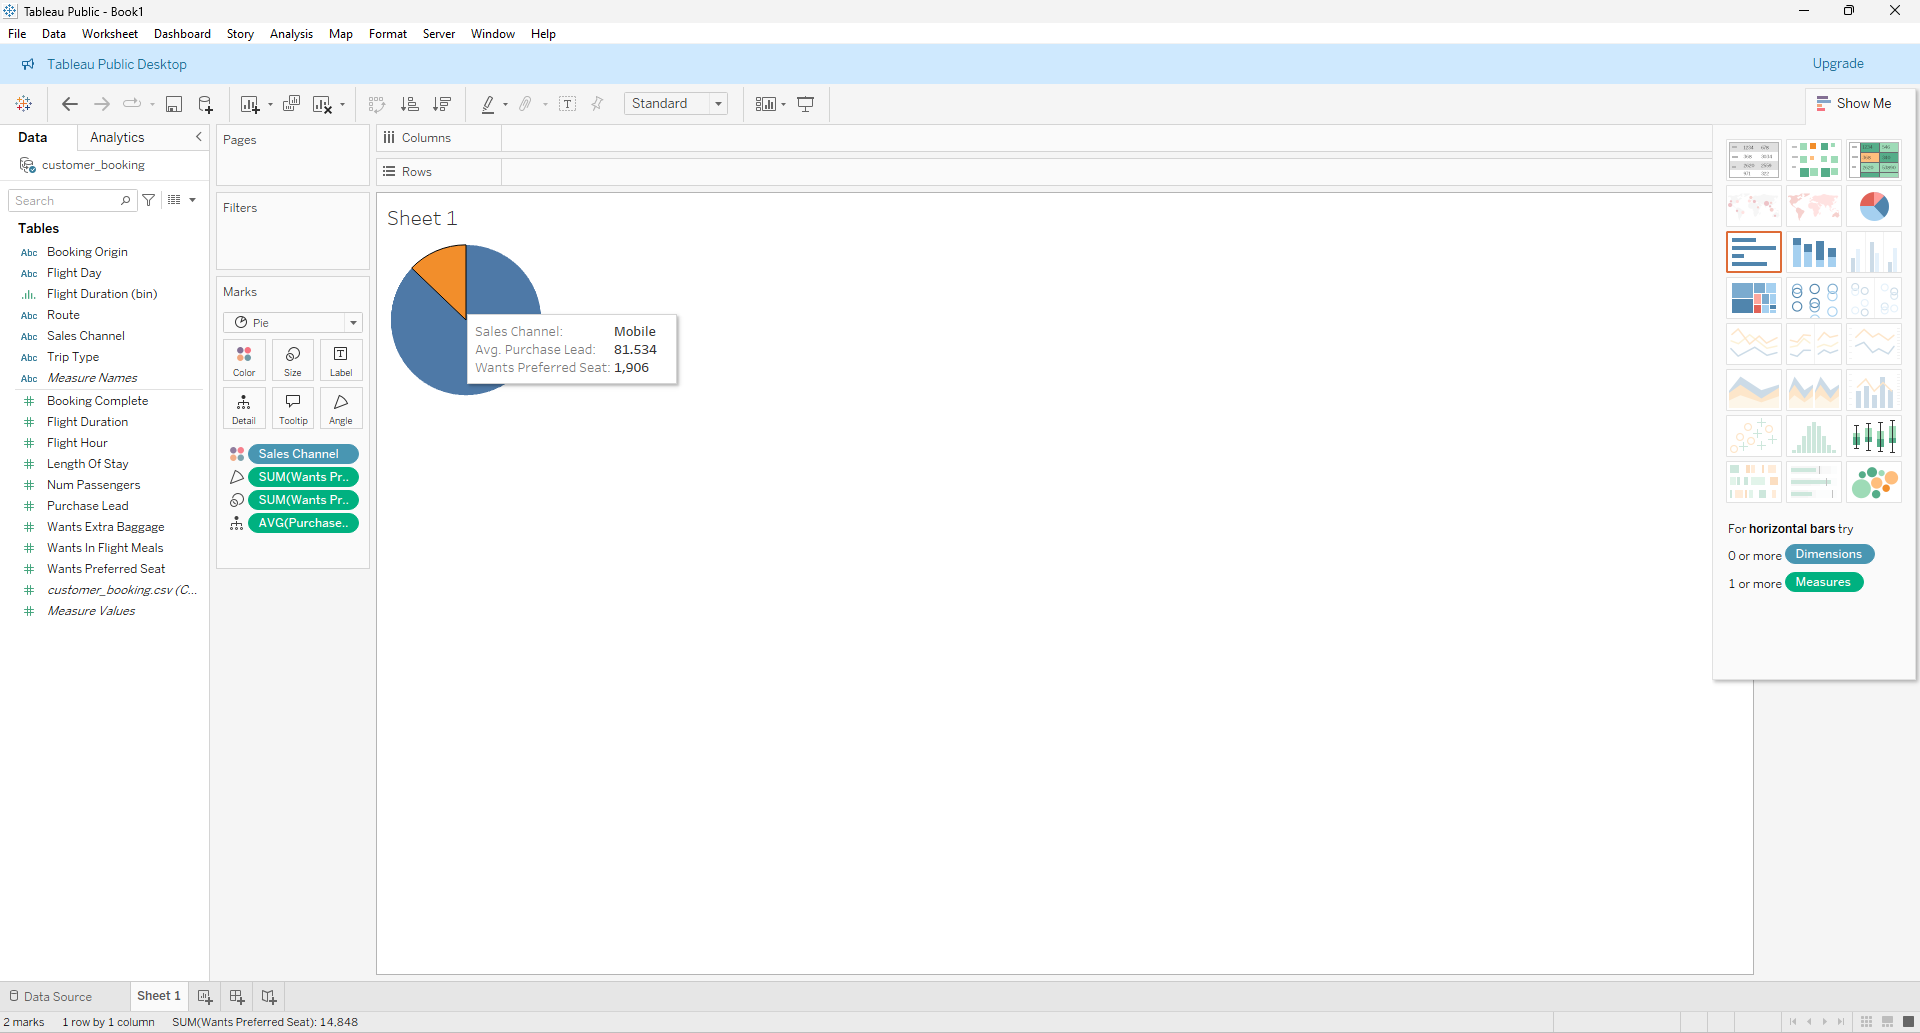 Tableau Public - Book1
File Data Worksheet Dashboard Story Analysis Map Format Server Window Help
Tableau Public Desktop
Upgrade
Standard
Show Me
Data
Analytics
customer_booking
Search
Tables
Abc Booking Origin
Abc Flight Day
Flight Duration (bin)
Abc Route
Abc Sales Channel
Abc Trip Type
Abc Measure Names
Booking Complete
Flight Duration
Flight Hour
Length Of Stay
Num Passengers
Purchase Lead
Wants Extra Baggage
Wants In Flight Meals
Wants Preferred Seat
customer_booking.csv (C...
Measure Values
Pages
Filters
Marks
Pie
Color
Size
Label
Detail
Tooltip
Angle
Sales Channel
SUM(Wants Pr..
SUM(Wants Pr..
AVG(Purchase..
Columns
Rows
Sheet 1
Sales Channel: Mobile
Avg. Purchase Lead: 81.534
Wants Preferred Seat: 1,906
For horizontal bars try
0 or more Dimensions
1 or more Measures
Data Source
Sheet 1
2 marks 1 row by 1 column SUM(Wants Preferred Seat): 14,848